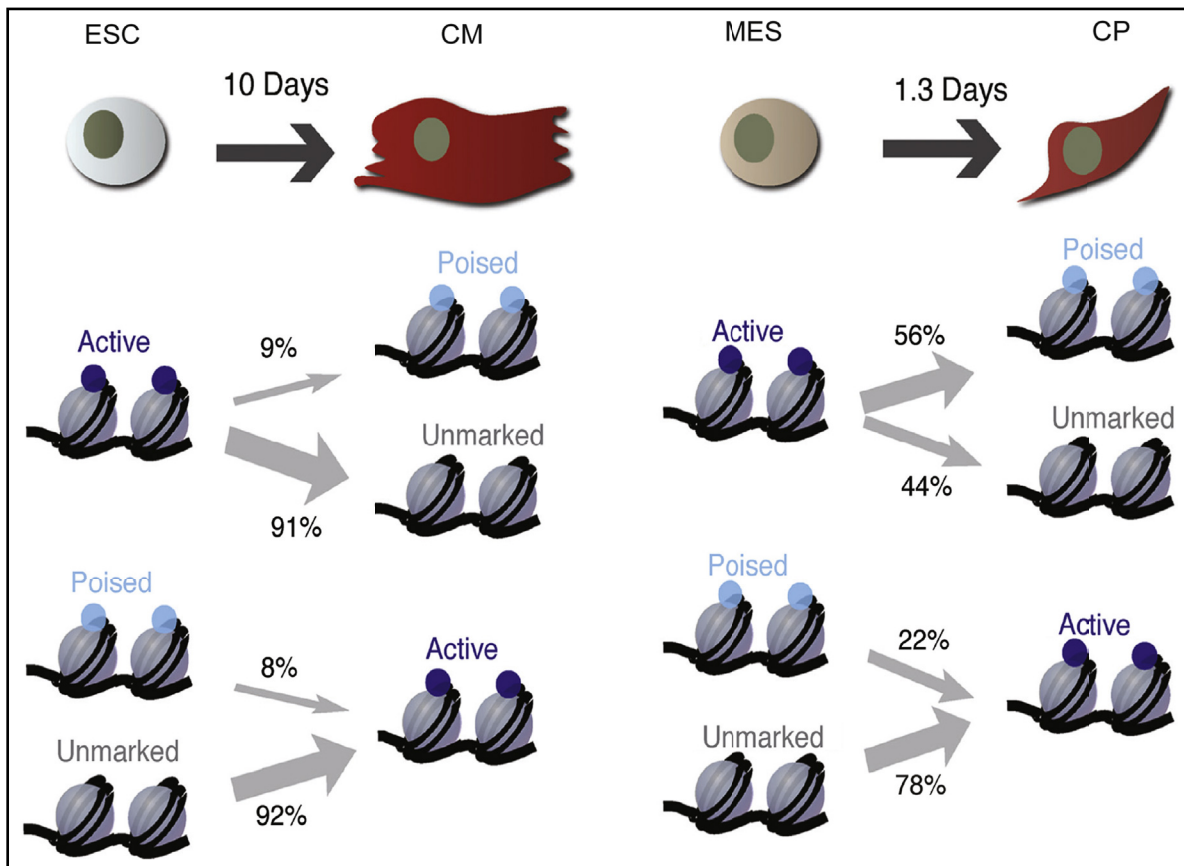 ESC CM MES CP
10 Days 1.3 Days
Poised Poised
Active 9% Active 56%
Unmarked Unmarked
91% 44%
Poised Poised
8% Active 22% Active
Unmarked Unmarked
92% 78%